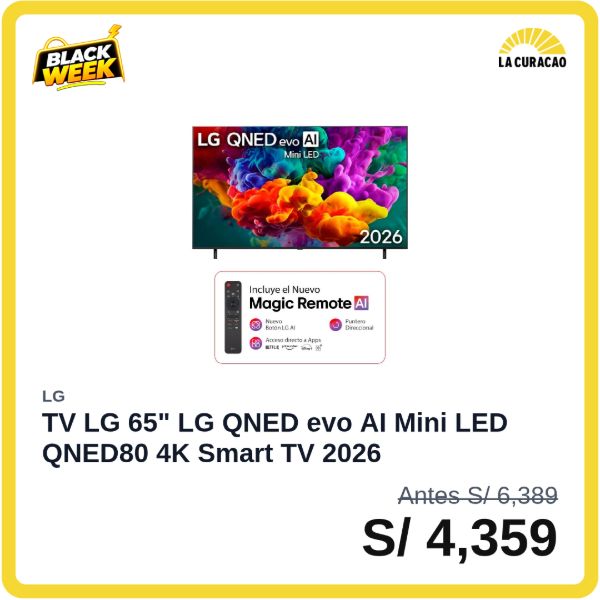 BLACK
WEEK
LA CURACAO
LG QNED evo AI
Mini LED
2026
Incluye el Nuevo
Magic Remote AI
Nuevo
Botón LG AI
Puntero
Direccional
Acceso directo a Apps
NETFLIX
LG
TV LG 65" LG QNED evo AI Mini LED
QNED80 4K Smart TV 2026
Antes S/ 6,389
S/ 4,359